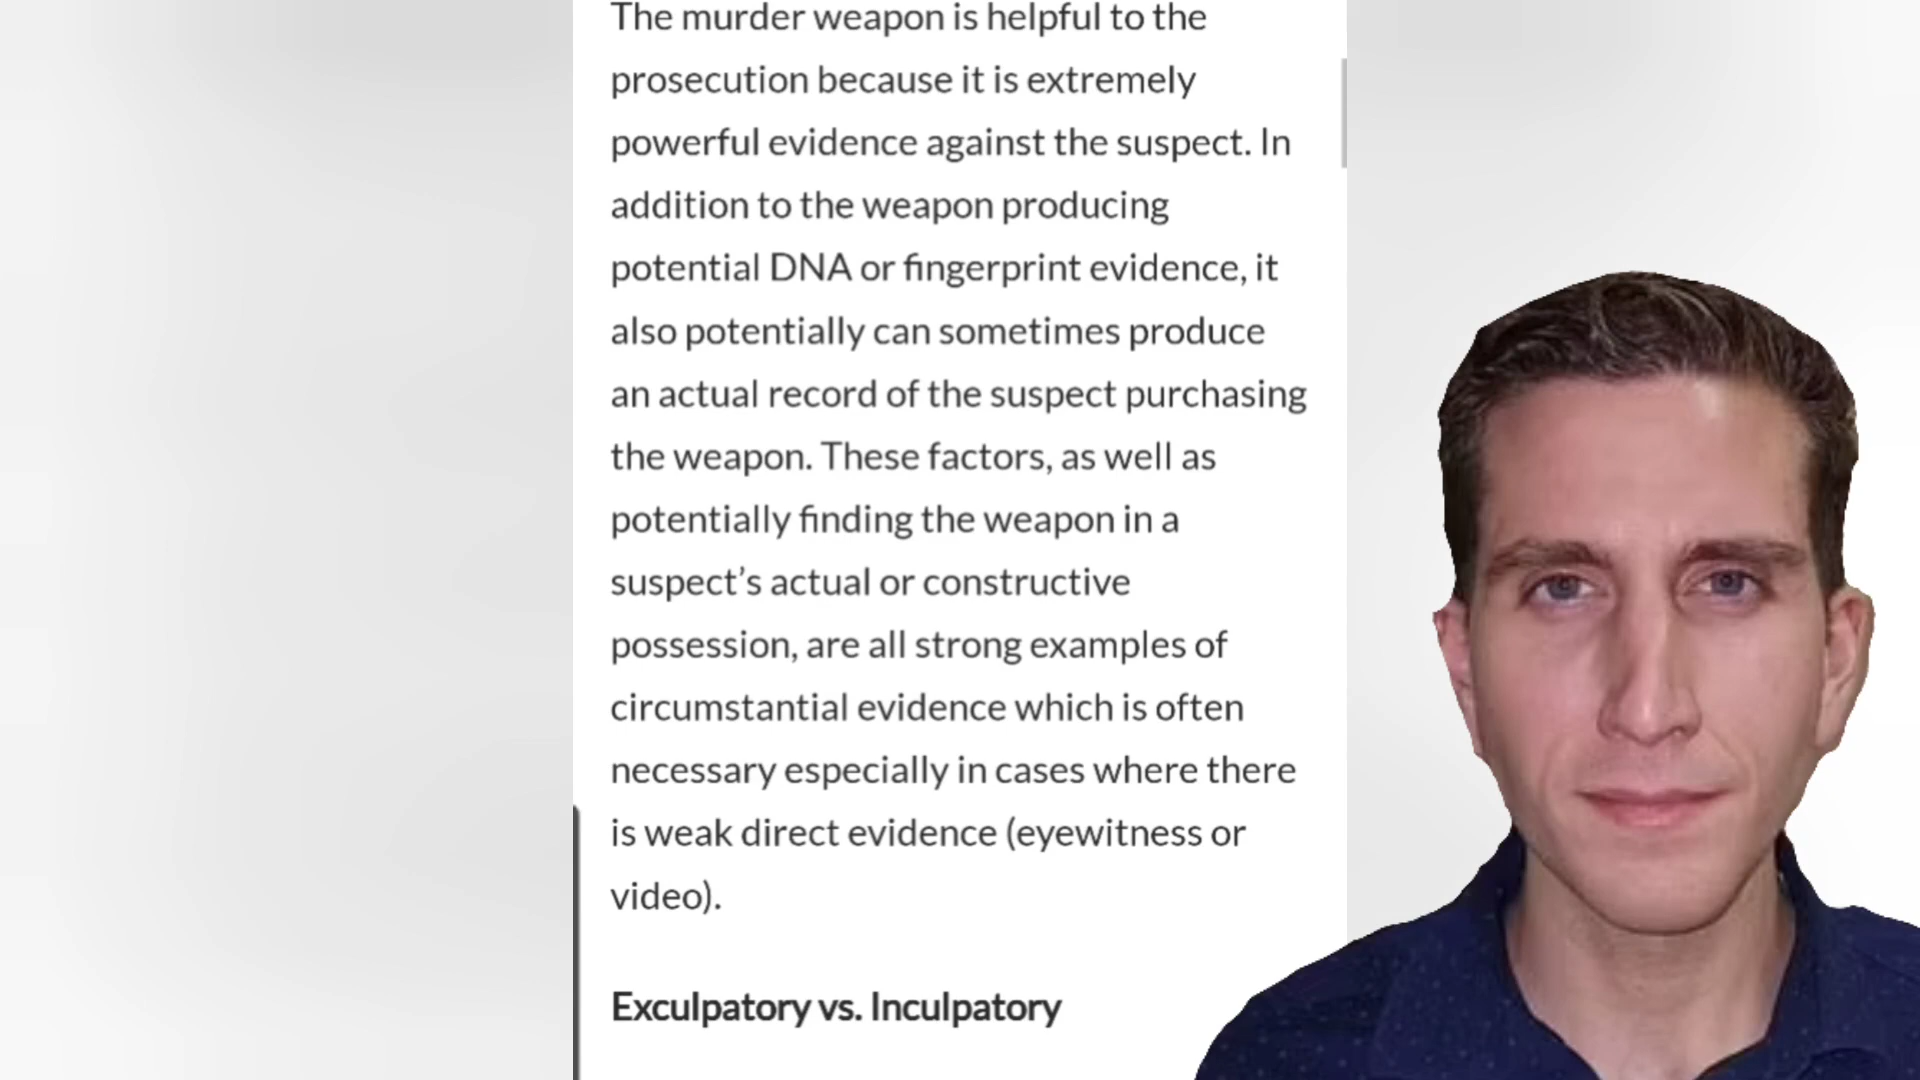 The murder weapon is helpful to the
prosecution because it is extremely
powerful evidence against the suspect. In
addition to the weapon producing
potential DNA or fingerprint evidence, it
also potentially can sometimes produce
an actual record of the suspect purchasing
the weapon. These factors, as well as
potentially finding the weapon in a
suspect’s actual or constructive
possession, are all strong examples of
circumstantial evidence which is often
necessary especially in cases where there
is weak direct evidence (eyewitness or
video).
Exculpatory vs. Inculpatory